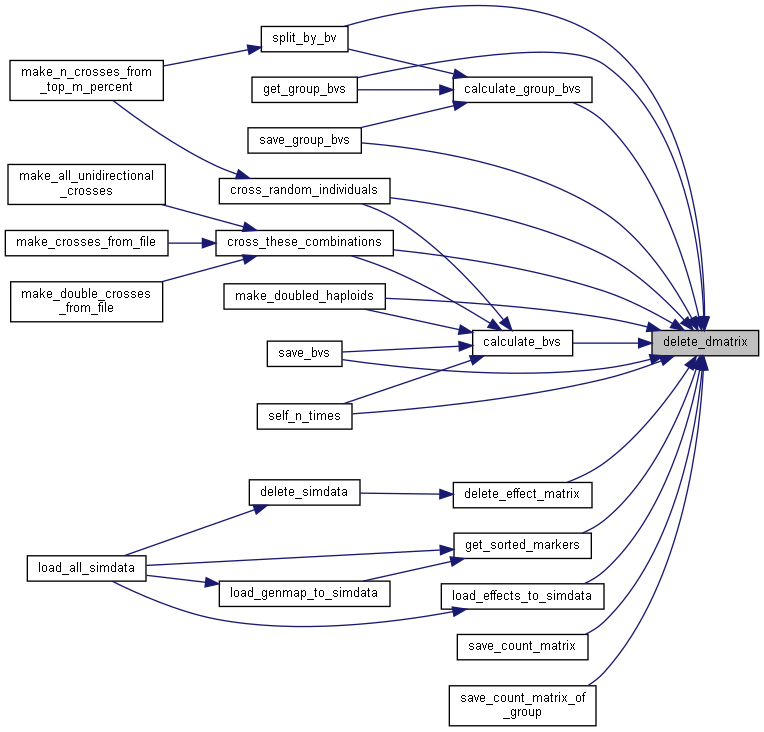 split_by_bv
make_n_crosses_from
_top_m_percent
get_group_bvs
calculate_group_bvs
save_group_bvs
make_all_unidirectional
_crosses
cross_random_individuals
make_crosses_from_file
cross_these_combinations
make_double_crosses
_from_file
make_doubled_haploids
save_bvs
calculate_bvs
delete_dmatrix
self_n_times
delete_simdata
delete_effect_matrix
load_all_simdata
get_sorted_markers
load_genmap_to_simdata
load_effects_to_simdata
save_count_matrix
save_count_matrix_of
_group